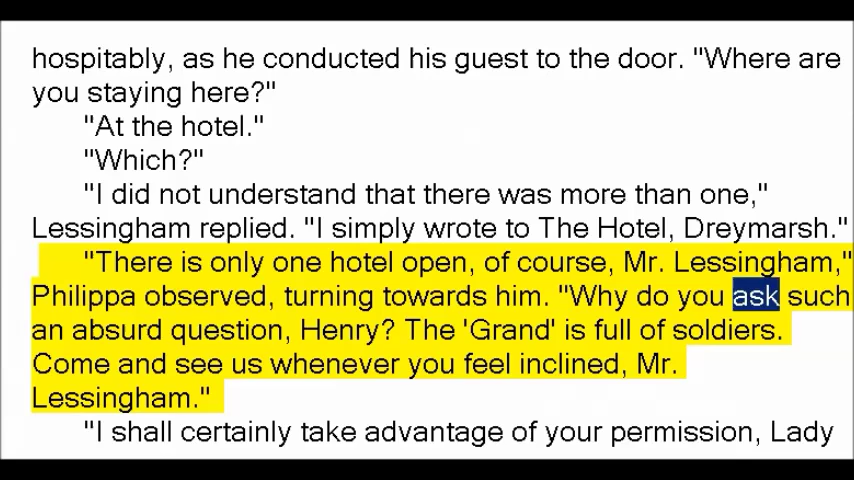 hospitably, as he conducted his guest to the door. "Where are
you staying here?"
"At the hotel."
"Which?"
"I did not understand that there was more than one,"
Lessingham replied. "I simply wrote to The Hotel, Dreymarsh."
"There is only one hotel open, of course, Mr. Lessingham,"
Philippa observed, turning towards him. "Why do you ask such
an absurd question, Henry? The 'Grand' is full of soldiers.
Come and see us whenever you feel inclined, Mr.
Lessingham."
"I shall certainly take advantage of your permission, Lady